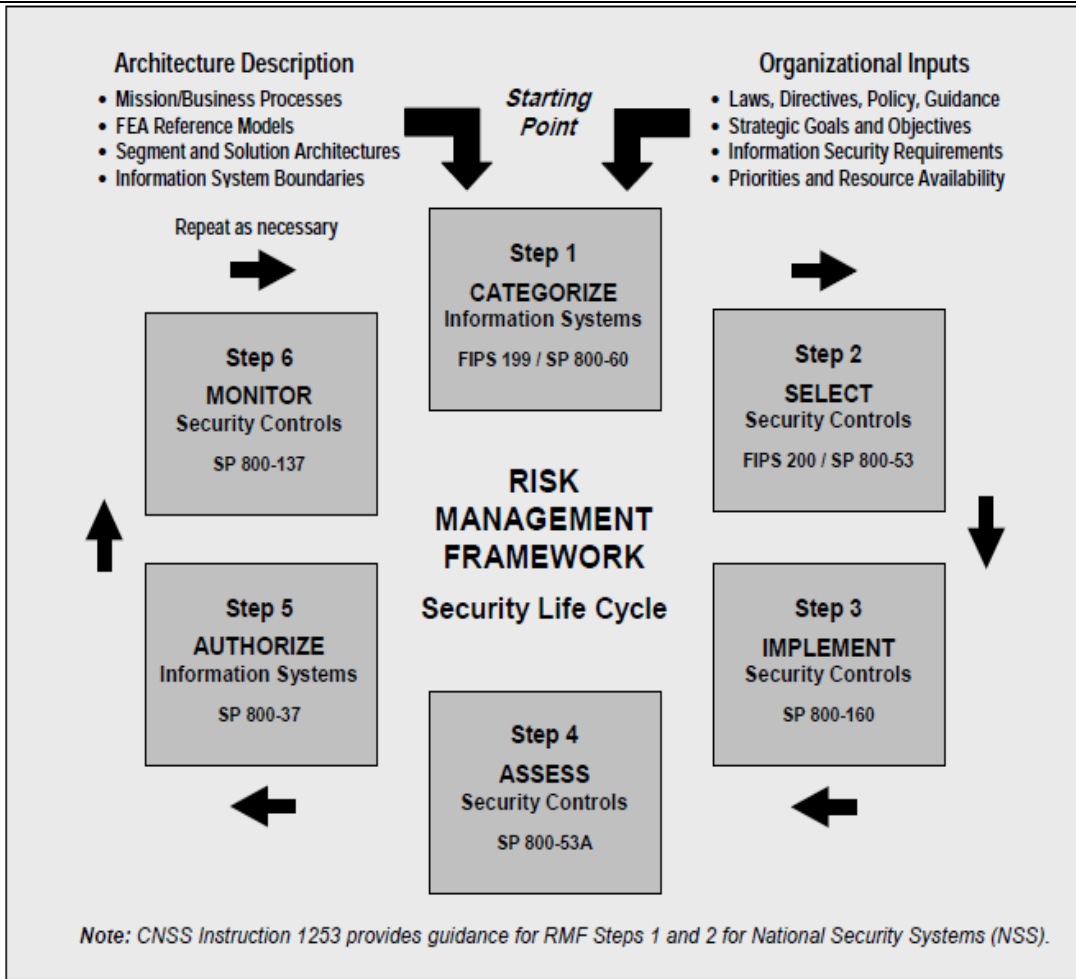 Architecture Description
• Mission/Business Processes
• FEA Reference Models
• Segment and Solution Architectures
• Information System Boundaries
Starting
Point
Organizational Inputs
• Laws, Directives, Policy, Guidance
• Strategic Goals and Objectives
• Information Security Requirements
• Priorities and Resource Availability
Repeat as necessary
Step 1
CATEGORIZE
Information Systems
FIPS 199 / SP 800-60
Step 2
SELECT
Security Controls
FIPS 200 / SP 800-53
Step 3
IMPLEMENT
Security Controls
SP 800-160
Step 4
ASSESS
Security Controls
SP 800-53A
Step 5
AUTHORIZE
Information Systems
SP 800-37
Step 6
MONITOR
Security Controls
SP 800-137
RISK
MANAGEMENT
FRAMEWORK
Security Life Cycle
Note: CNSS Instruction 1253 provides guidance for RMF Steps 1 and 2 for National Security Systems (NSS).